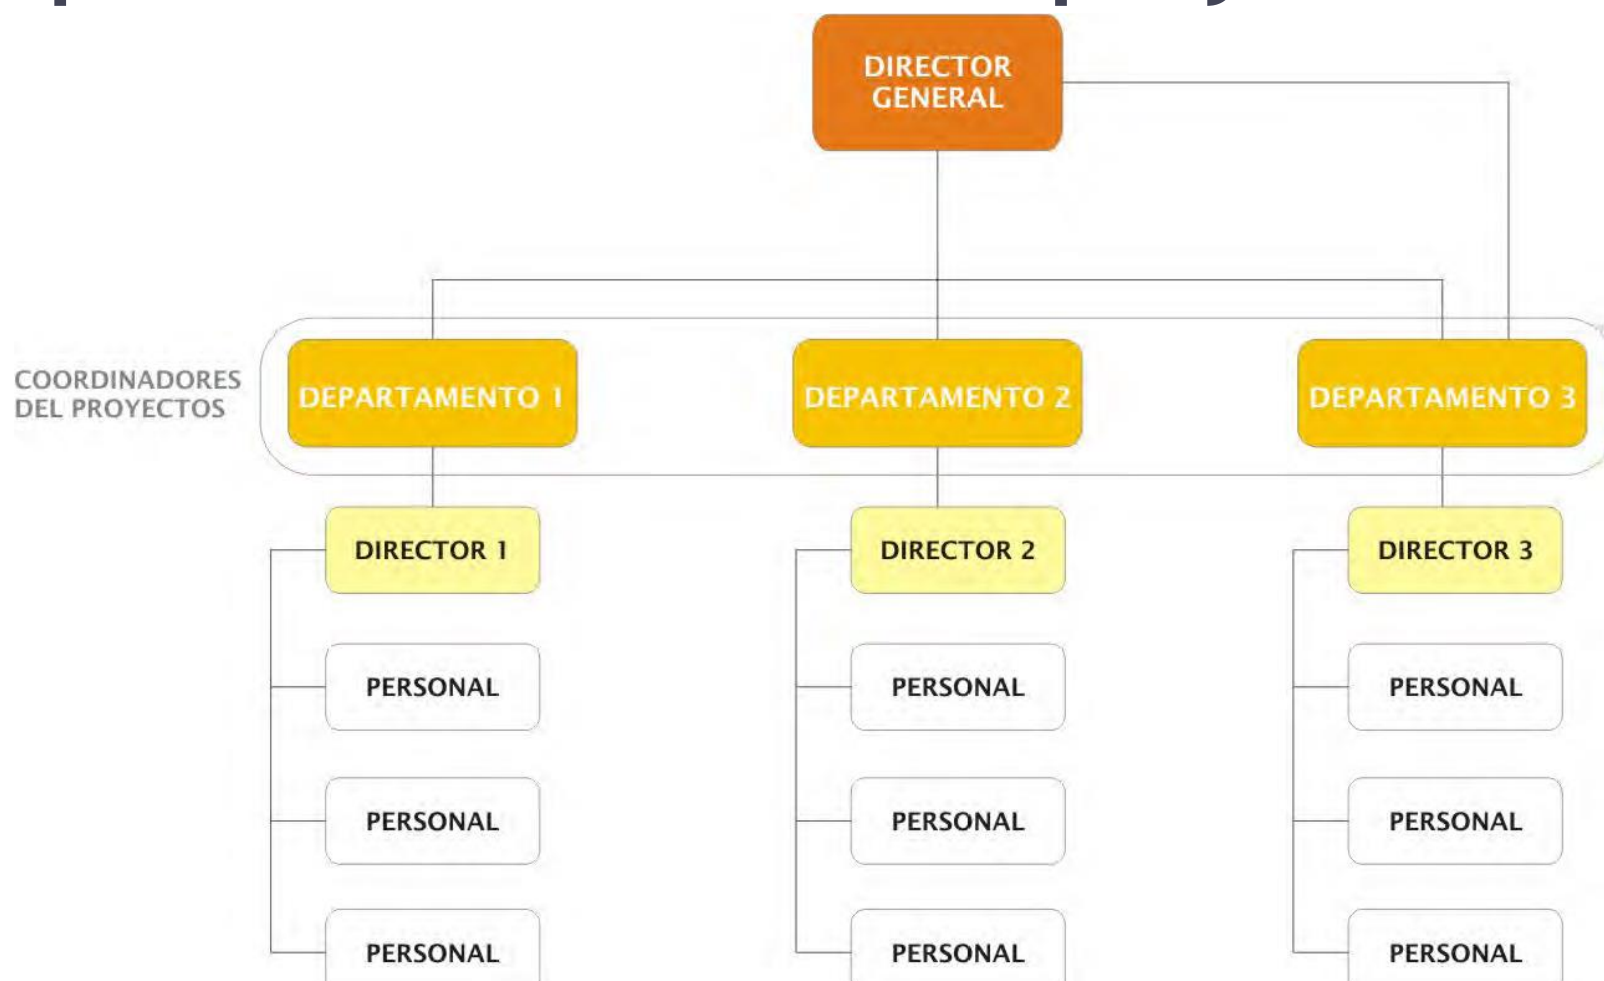 DIRECTOR
GENERAL
COORDINADORES
DEL PROYECTOS
DEPARTAMENTO 1
DEPARTAMENTO 2
DEPARTAMENTO 3
DIRECTOR 1
DIRECTOR 2
DIRECTOR 3
PERSONAL
PERSONAL
PERSONAL
PERSONAL
PERSONAL
PERSONAL
PERSONAL
PERSONAL
PERSONAL